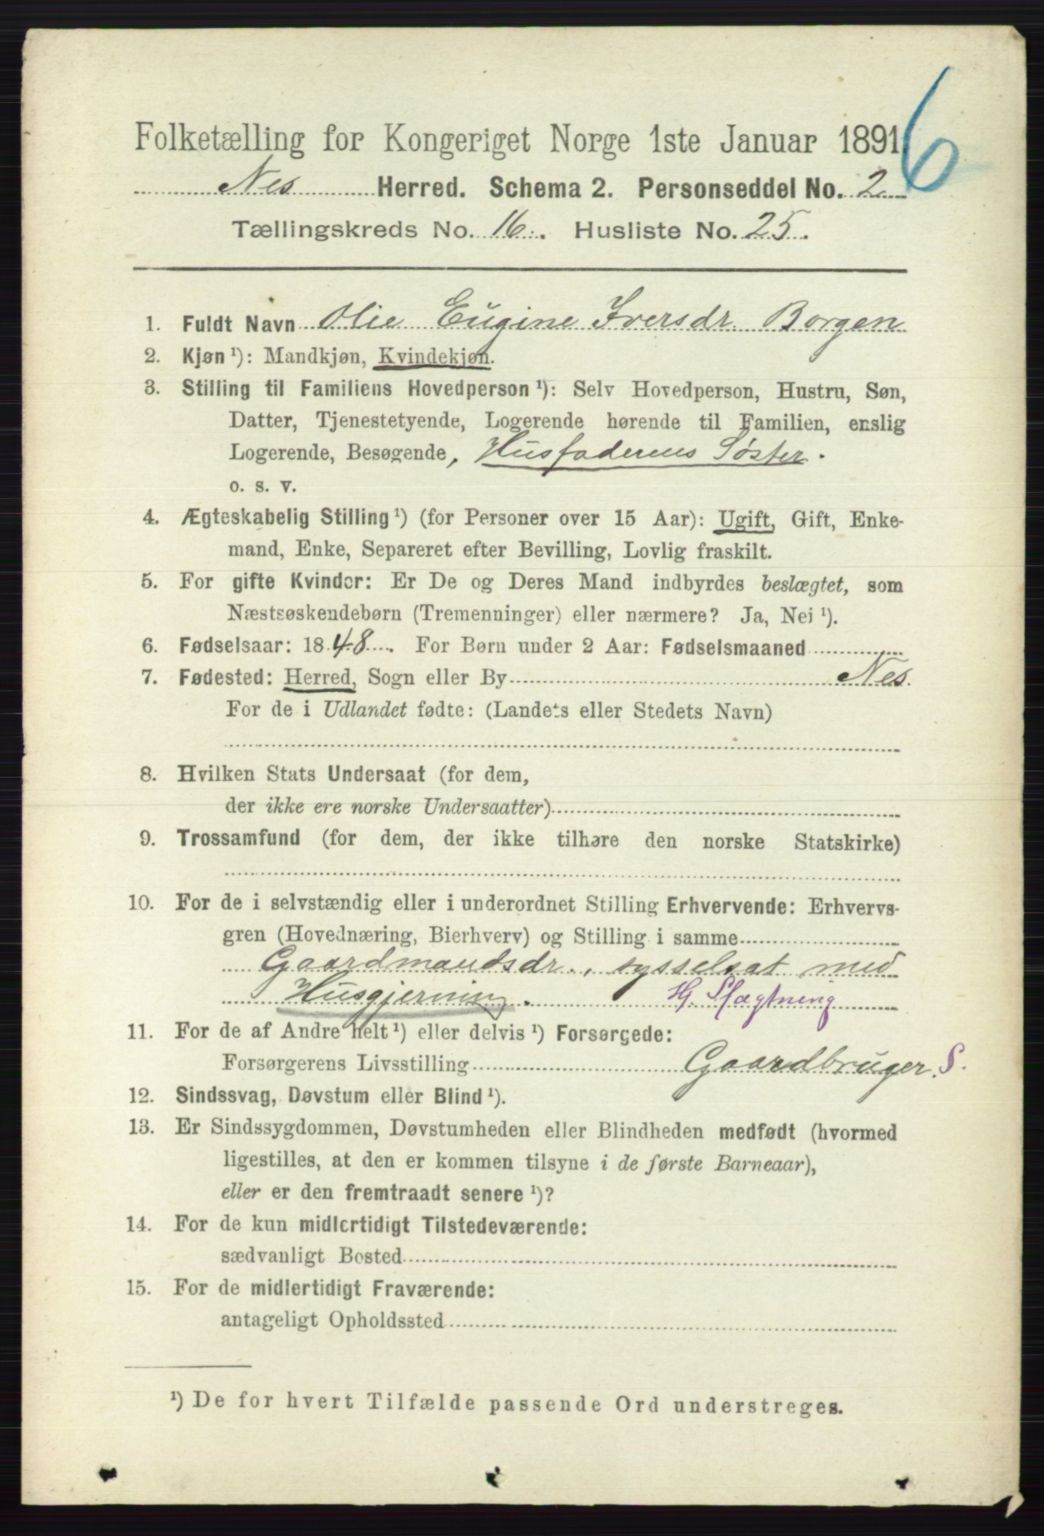 6
Folketælling for Kongeriget Norge 1ste Januar 1891.
Nes Herred. Schema 2. Personseddel No. 2
Tællingskreds No. 16. Husliste No. 25.
1. Fuldt Navn Olie Eugine Iversdr. Borgen
2. Kjøn ¹): Mandkjøn, Kvindekjøn.
3. Stilling til Familiens Hovedperson ¹): Selv Hovedperson, Hustru, Søn,
Datter, Tjenestetyende, Logerende hørende til Familien, enslig
Logerende, Besøgende, Husfaderens Søster.
o. s. v.
4. Ægteskabelig Stilling ¹) (for Personer over 15 Aar): Ugift, Gift, Enke-
mand, Enke, Separeret efter Bevilling, Lovlig fraskilt.
5. For gifte Kvinder: Er De og Deres Mand indbyrdes beslægtet, som
Næstsøskendebørn (Tremenninger) eller nærmere? Ja, Nei ¹).
6. Fødselsaar: 1848. For Børn under 2 Aar: Fødselsmaaned
7. Fødested: Herred, Sogn eller By Nes
For de i Udlandet fødte: (Landets eller Stedets Navn)
8. Hvilken Stats Undersaat (for dem,
der ikke ere norske Undersaatter)
9. Trossamfund (for dem, der ikke tilhøre den norske Statskirke)
10. For de i selvstændig eller i underordnet Stilling Erhvervende: Erhvervs-
gren (Hovednæring, Bierhverv) og Stilling i samme
Gaardmandsdr., sysselsat med
Husgjerning. H. Slægtning
11. For de af Andre helt ¹) eller delvis ¹) Forsørgede:
Forsørgerens Livsstilling Gaardbruger. S.
12. Sindssvag, Døvstum eller Blind ¹).
13. Er Sindssygdommen, Døvstumheden eller Blindheden medfødt (hvormed
ligestilles, at den er kommen tilsyne i de første Barneaar),
eller er den fremtraadt senere ¹)?
14. For de kun midlertidigt Tilstedeværende:
sædvanligt Bosted
15. For de midlertidigt Fraværende:
antageligt Opholdssted
¹) De for hvert Tilfælde passende Ord understreges.